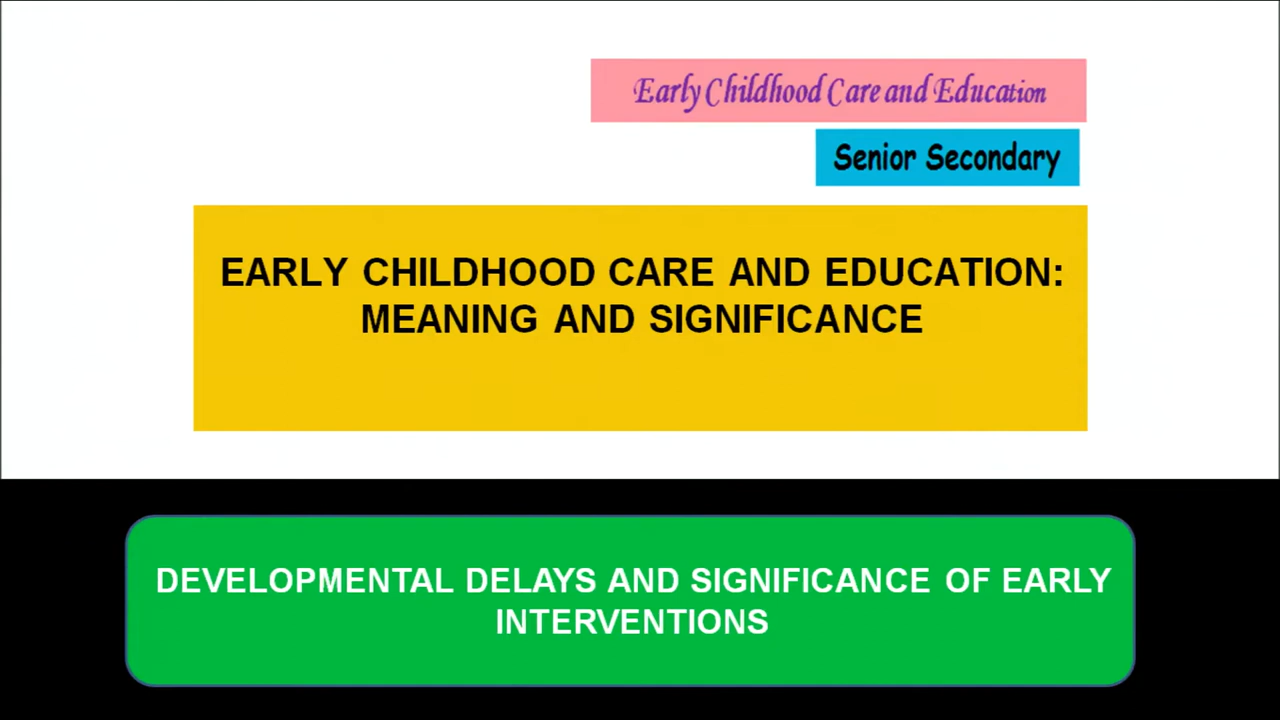 Early Childhood Care and Education
Senior Secondary
EARLY CHILDHOOD CARE AND EDUCATION:
MEANING AND SIGNIFICANCE
DEVELOPMENTAL DELAYS AND SIGNIFICANCE OF EARLY
INTERVENTIONS